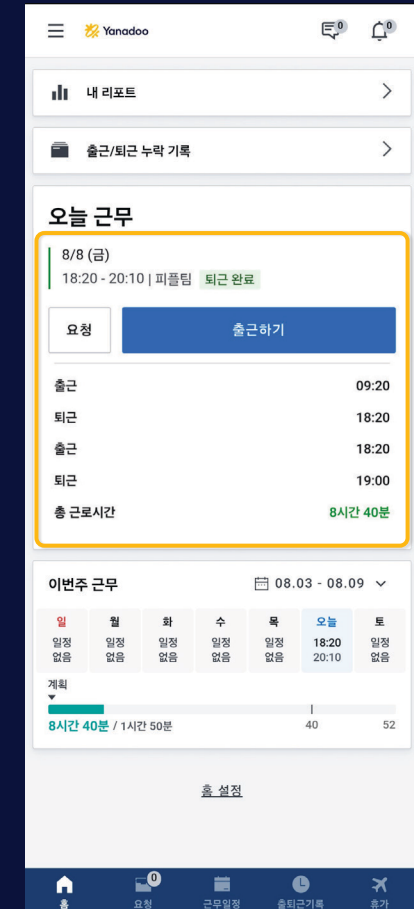 Yanadoo 0 0
내 리포트
출근/퇴근 누락 기록
오늘 근무
8/8 (금)
18:20 - 20:10 | 피플팀 퇴근 완료
요청 출근하기
출근 09:20
퇴근 18:20
출근 18:20
퇴근 19:00
총 근로시간 8시간 40분
이번주 근무 08.03 - 08.09
일 월 화 수 목 오늘 토
일정 일정 일정 일정 일정 18:20 일정
없음 없음 없음 없음 없음 20:10 없음
계획
8시간 40분 / 1시간 50분 40 52
홈 설정
0
홈 요청 근무일정 출퇴근기록 휴가